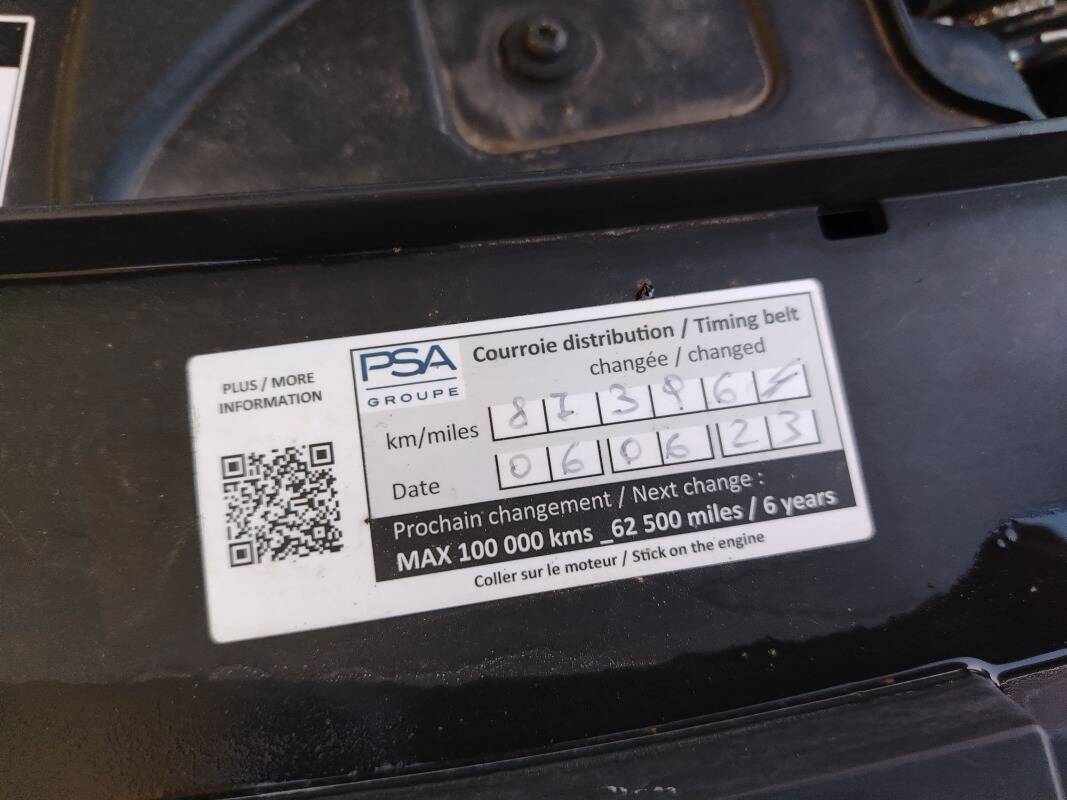 PLUS / MORE
INFORMATION
PSA
GROUPE
Courroie distribution / Timing belt
changée / changed
km/miles
Date 06 06 23
Prochain changement / Next change :
MAX 100 000 kms _62 500 miles / 6 years
Coller sur le moteur / Stick on the engine